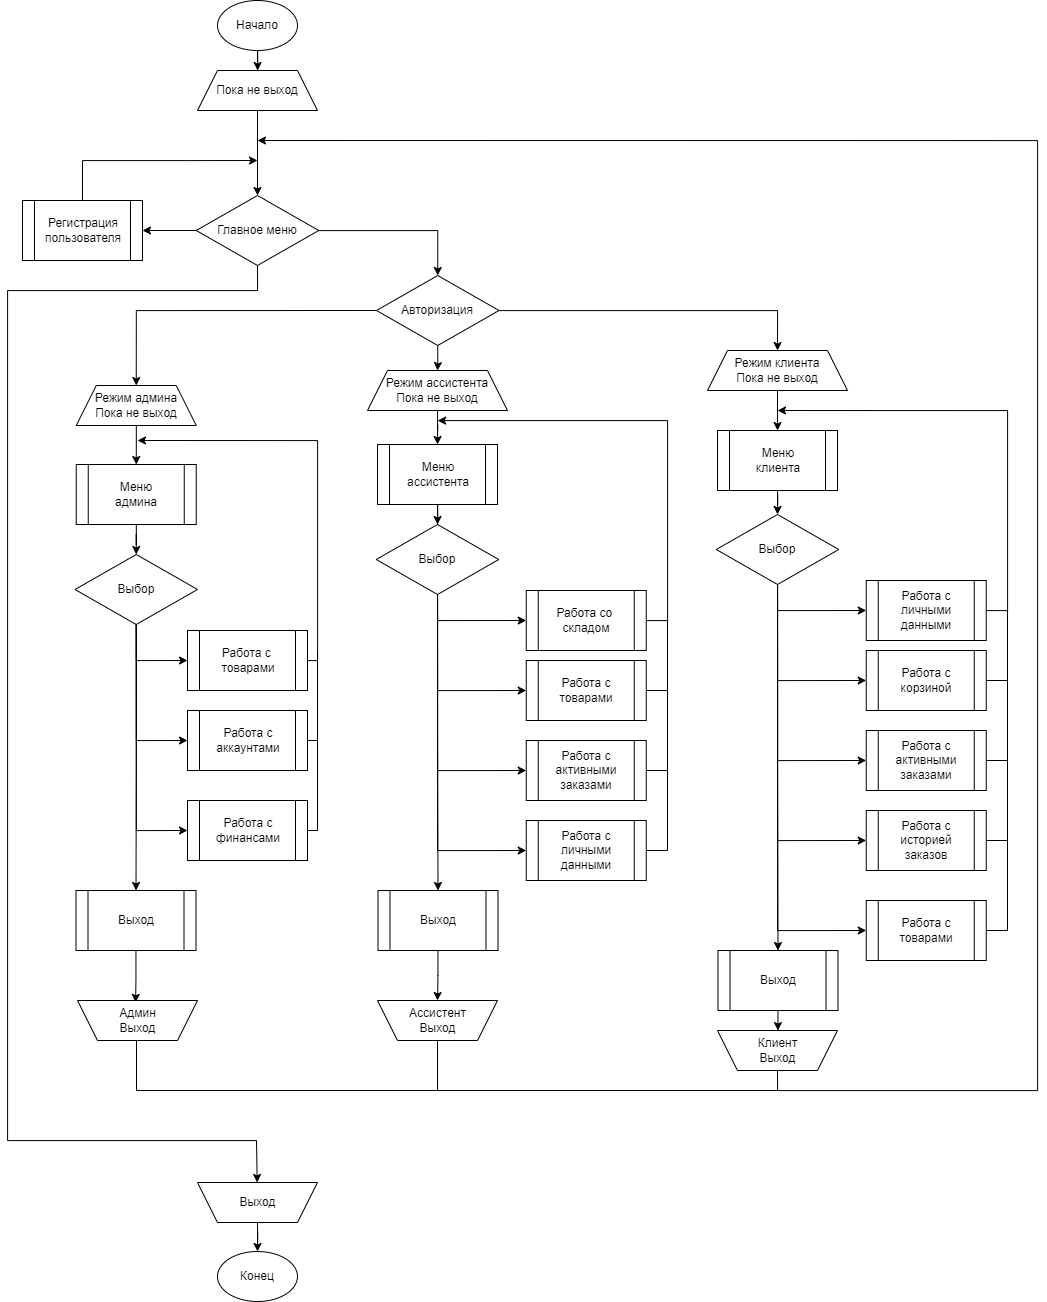 Начало
Пока не выход
Регистрация
пользователя
Главное меню
Авторизация
Режим админа
Пока не выход
Режим ассистента
Пока не выход
Режим клиента
Пока не выход
Меню
админа
Меню
ассистента
Меню
клиента
Выбор
Выбор
Выбор
Работа с
товарами
Работа с
аккаунтами
Работа с
финансами
Работа со
складом
Работа с
товарами
Работа с
активными
заказами
Работа с
личными
данными
Работа с
личными
данными
Работа с
корзиной
Работа с
активными
заказами
Работа с
историей
заказов
Работа с
товарами
Выход
Выход
Выход
Админ
Выход
Ассистент
Выход
Клиент
Выход
Выход
Конец